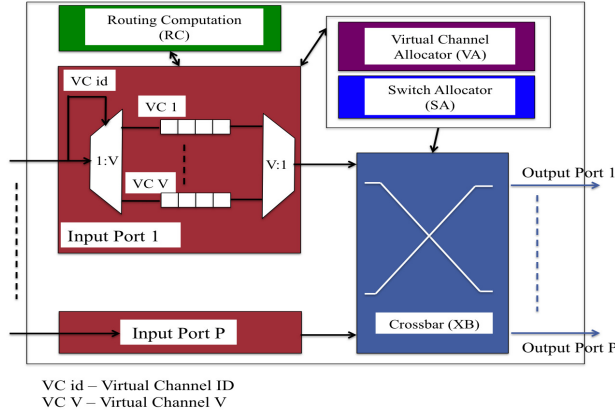 Routing Computation
(RC)
Virtual Channel
Allocator (VA)
Switch Allocator
(SA)
VC id
VC 1
1:V
V:1
VC V
Input Port 1
Output Port 1
Input Port P
Crossbar (XB)
Output Port P
VC id – Virtual Channel ID
VC V – Virtual Channel V